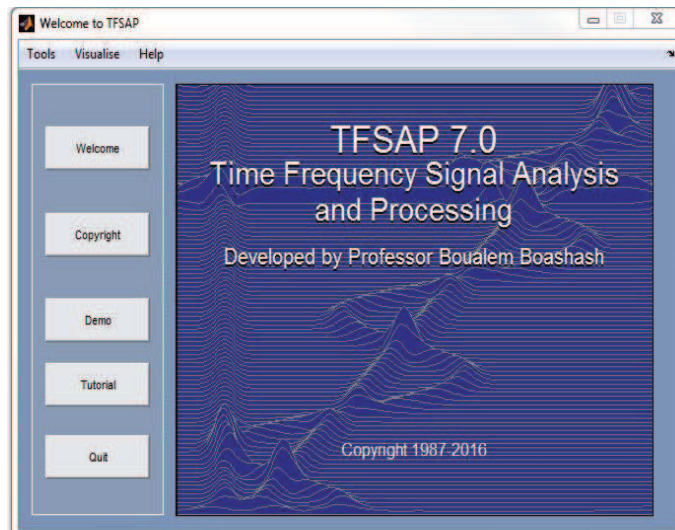 Welcome to TFSAP
Tools Visualise Help
Welcome
Copyright
Demo
Tutorial
Quit
TFSAP 7.0
Time Frequency Signal Analysis
and Processing
Developed by Professor Boualem Boashash
Copyright 1987-2016